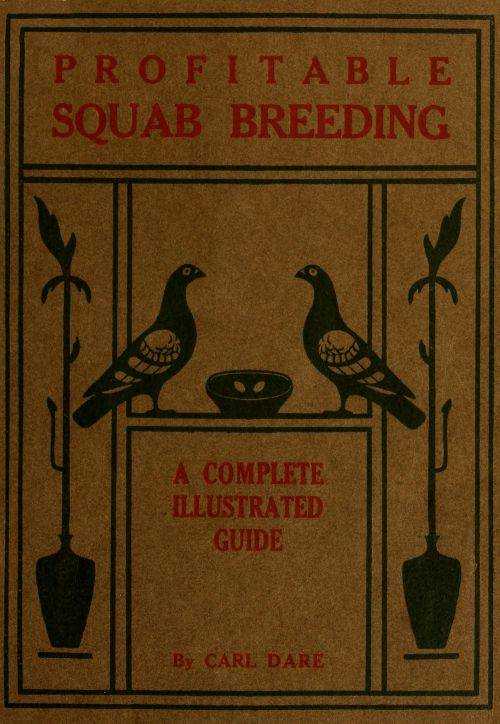 PROFITABLE
SQUAB BREEDING
A COMPLETE
ILLUSTRATED
GUIDE
By CARL DARE